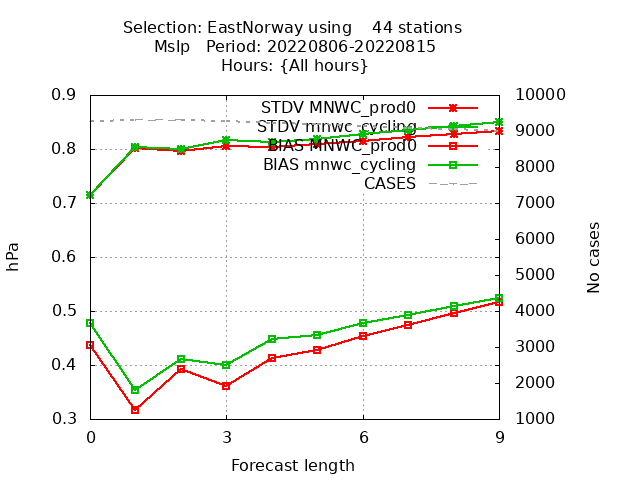 Selection: EastNorway using 44 stations
Mslp Period: 20220806-20220815
Hours: {All hours}
0.9
0.8
0.7
0.6
0.5
0.4
0.3
hPa
STDV MNWC_prod0
STDV mnwc_cycling
BIAS MNWC_prod0
BIAS mnwc_cycling
CASES
10000
9000
8000
7000
6000
5000
4000
3000
2000
1000
No cases
0 3 6 9
Forecast length